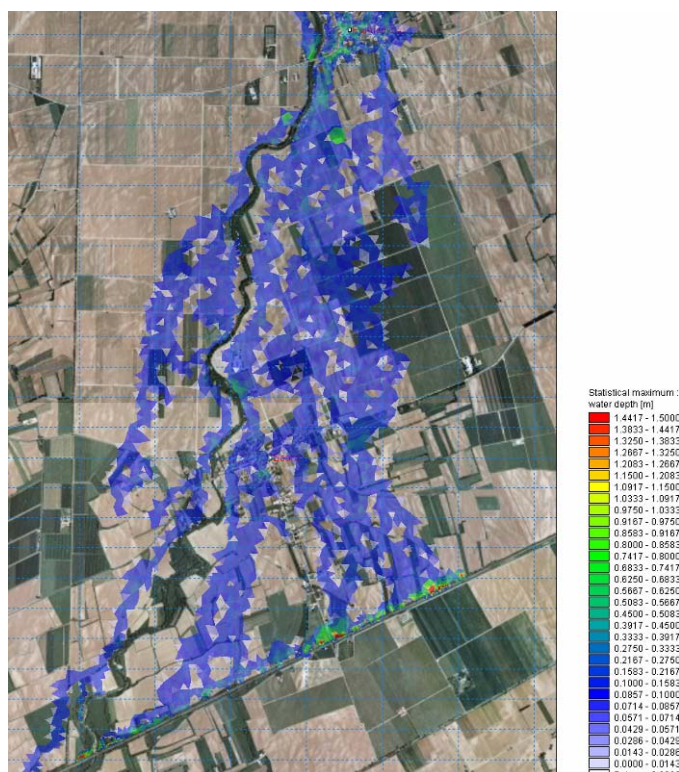 Statistical maximum :
water depth [m]
1.4417 - 1.5000
1.3833 - 1.4417
1.3250 - 1.3833
1.2667 - 1.3250
1.2083 - 1.2667
1.1500 - 1.2083
1.0917 - 1.1500
1.0333 - 1.0917
0.9750 - 1.0333
0.9167 - 0.9750
0.8583 - 0.9167
0.8000 - 0.8583
0.7417 - 0.8000
0.6833 - 0.7417
0.6250 - 0.6833
0.5667 - 0.6250
0.5083 - 0.5667
0.4500 - 0.5083
0.3917 - 0.4500
0.3333 - 0.3917
0.2750 - 0.3333
0.2167 - 0.2750
0.1583 - 0.2167
0.1000 - 0.1583
0.0857 - 0.1000
0.0714 - 0.0857
0.0571 - 0.0714
0.0429 - 0.0571
0.0286 - 0.0429
0.0143 - 0.0286
0.0000 - 0.0143